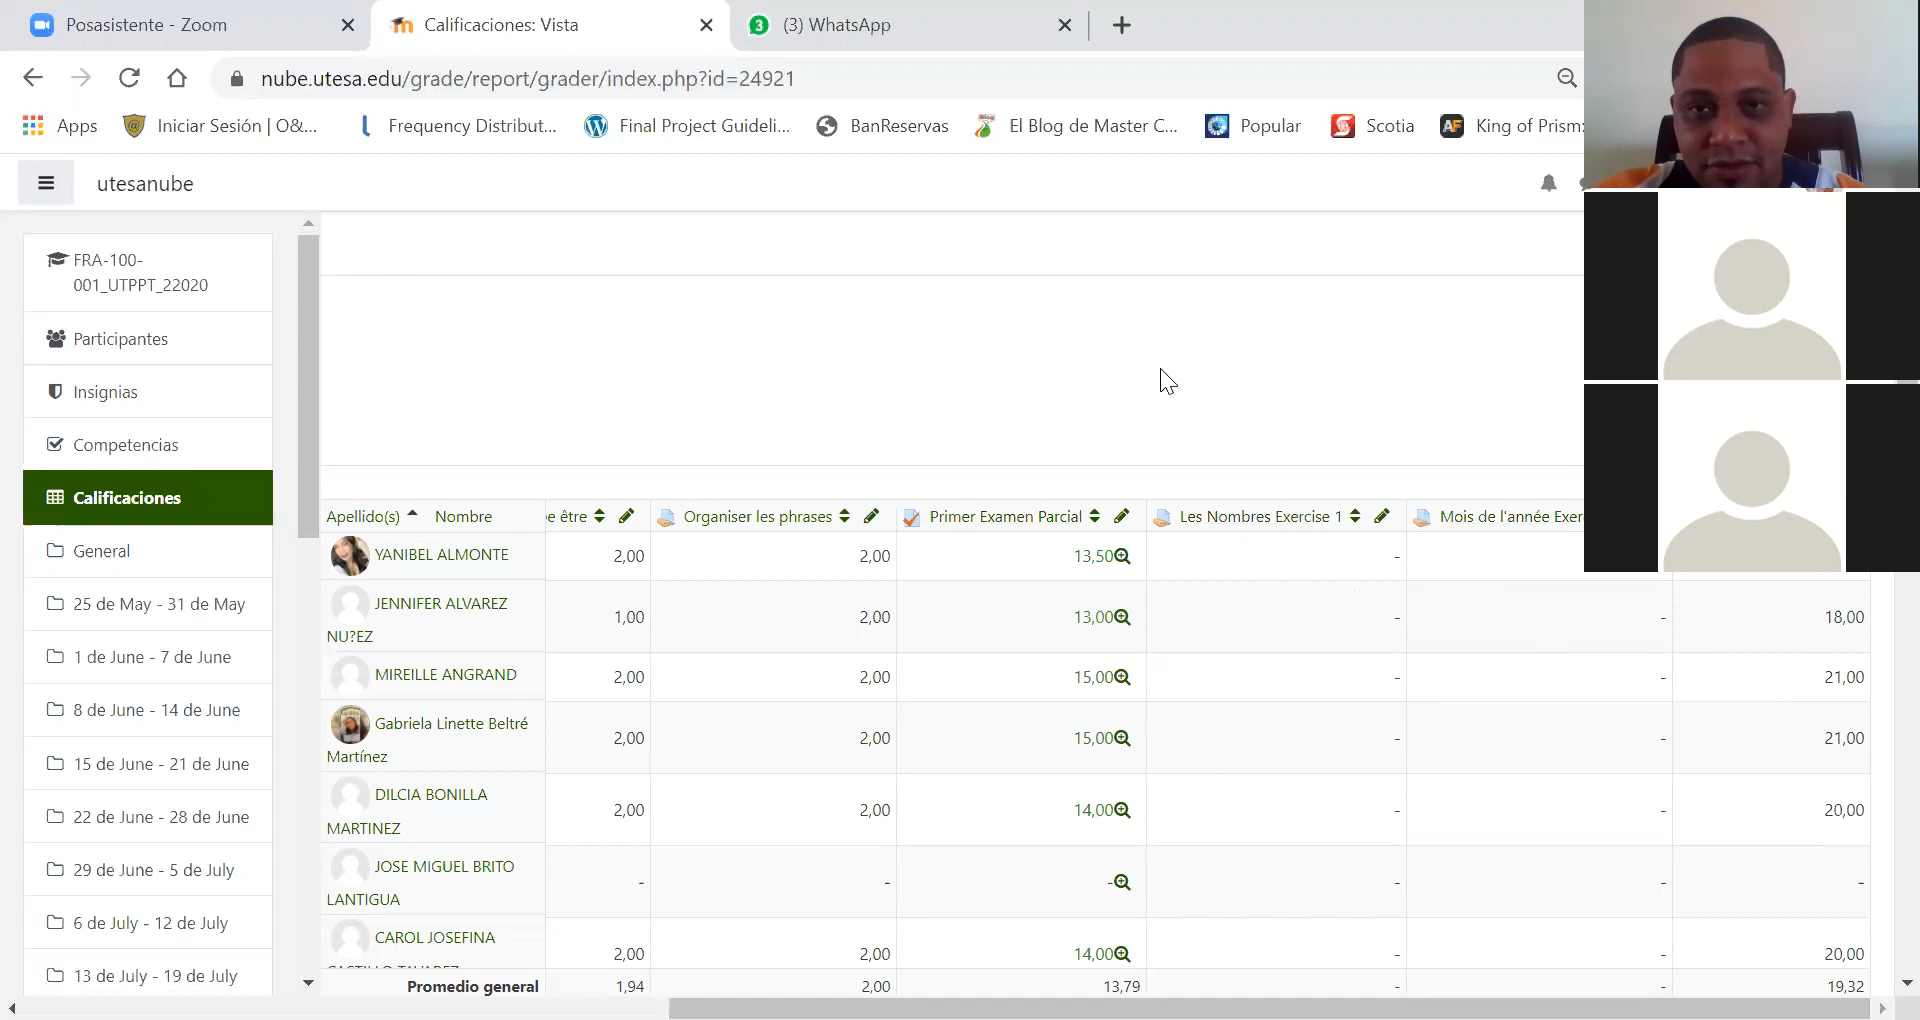 Posasistente - Zoom
Calificaciones: Vista
3
(3) WhatsApp
nube.utesa.edu/grade/report/grader/index.php?id=24921
Apps
Iniciar Sesión | O&...
Frequency Distribut...
Final Project Guideli...
BanReservas
El Blog de Master C...
Popular
Scotia
AF
King of Prism:
utesanube
FRA-100-
001_UTPPT_22020
Participantes
Insignias
Competencias
Calificaciones
General
25 de May - 31 de May
1 de June - 7 de June
8 de June - 14 de June
15 de June - 21 de June
22 de June - 28 de June
29 de June - 5 de July
6 de July - 12 de July
13 de July - 19 de July
Apellido(s) Nombre être Organiser les phrases Primer Examen Parcial Les Nombres Exercise 1 Mois de l'année Exer
YANIBEL ALMONTE 2,00 2,00 13,50 -
JENNIFER ALVAREZ
NU?EZ 1,00 2,00 13,00 - - 18,00
MIREILLE ANGRAND 2,00 2,00 15,00 - - 21,00
Gabriela Linette Beltré
Martínez 2,00 2,00 15,00 - - 21,00
DILCIA BONILLA
MARTINEZ 2,00 2,00 14,00 - - 20,00
JOSE MIGUEL BRITO
LANTIGUA - - - - - -
CAROL JOSEFINA
2,00 2,00 14,00 - - 20,00
Promedio general 1,94 2,00 13,79 - - 19,32